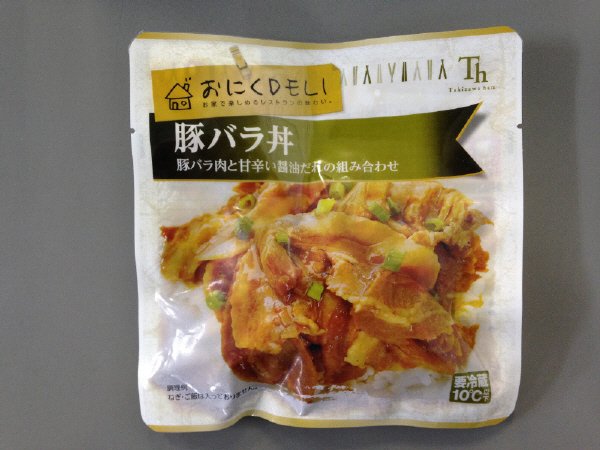 おにくDELI
お家で楽しめるレストランの味わい。
Th
Takizawa Ham
豚バラ丼
豚バラ肉と甘辛い醤油だれの組み合わせ
調理例
ねぎ・ご飯は入っておりません。
要冷蔵
10℃以下